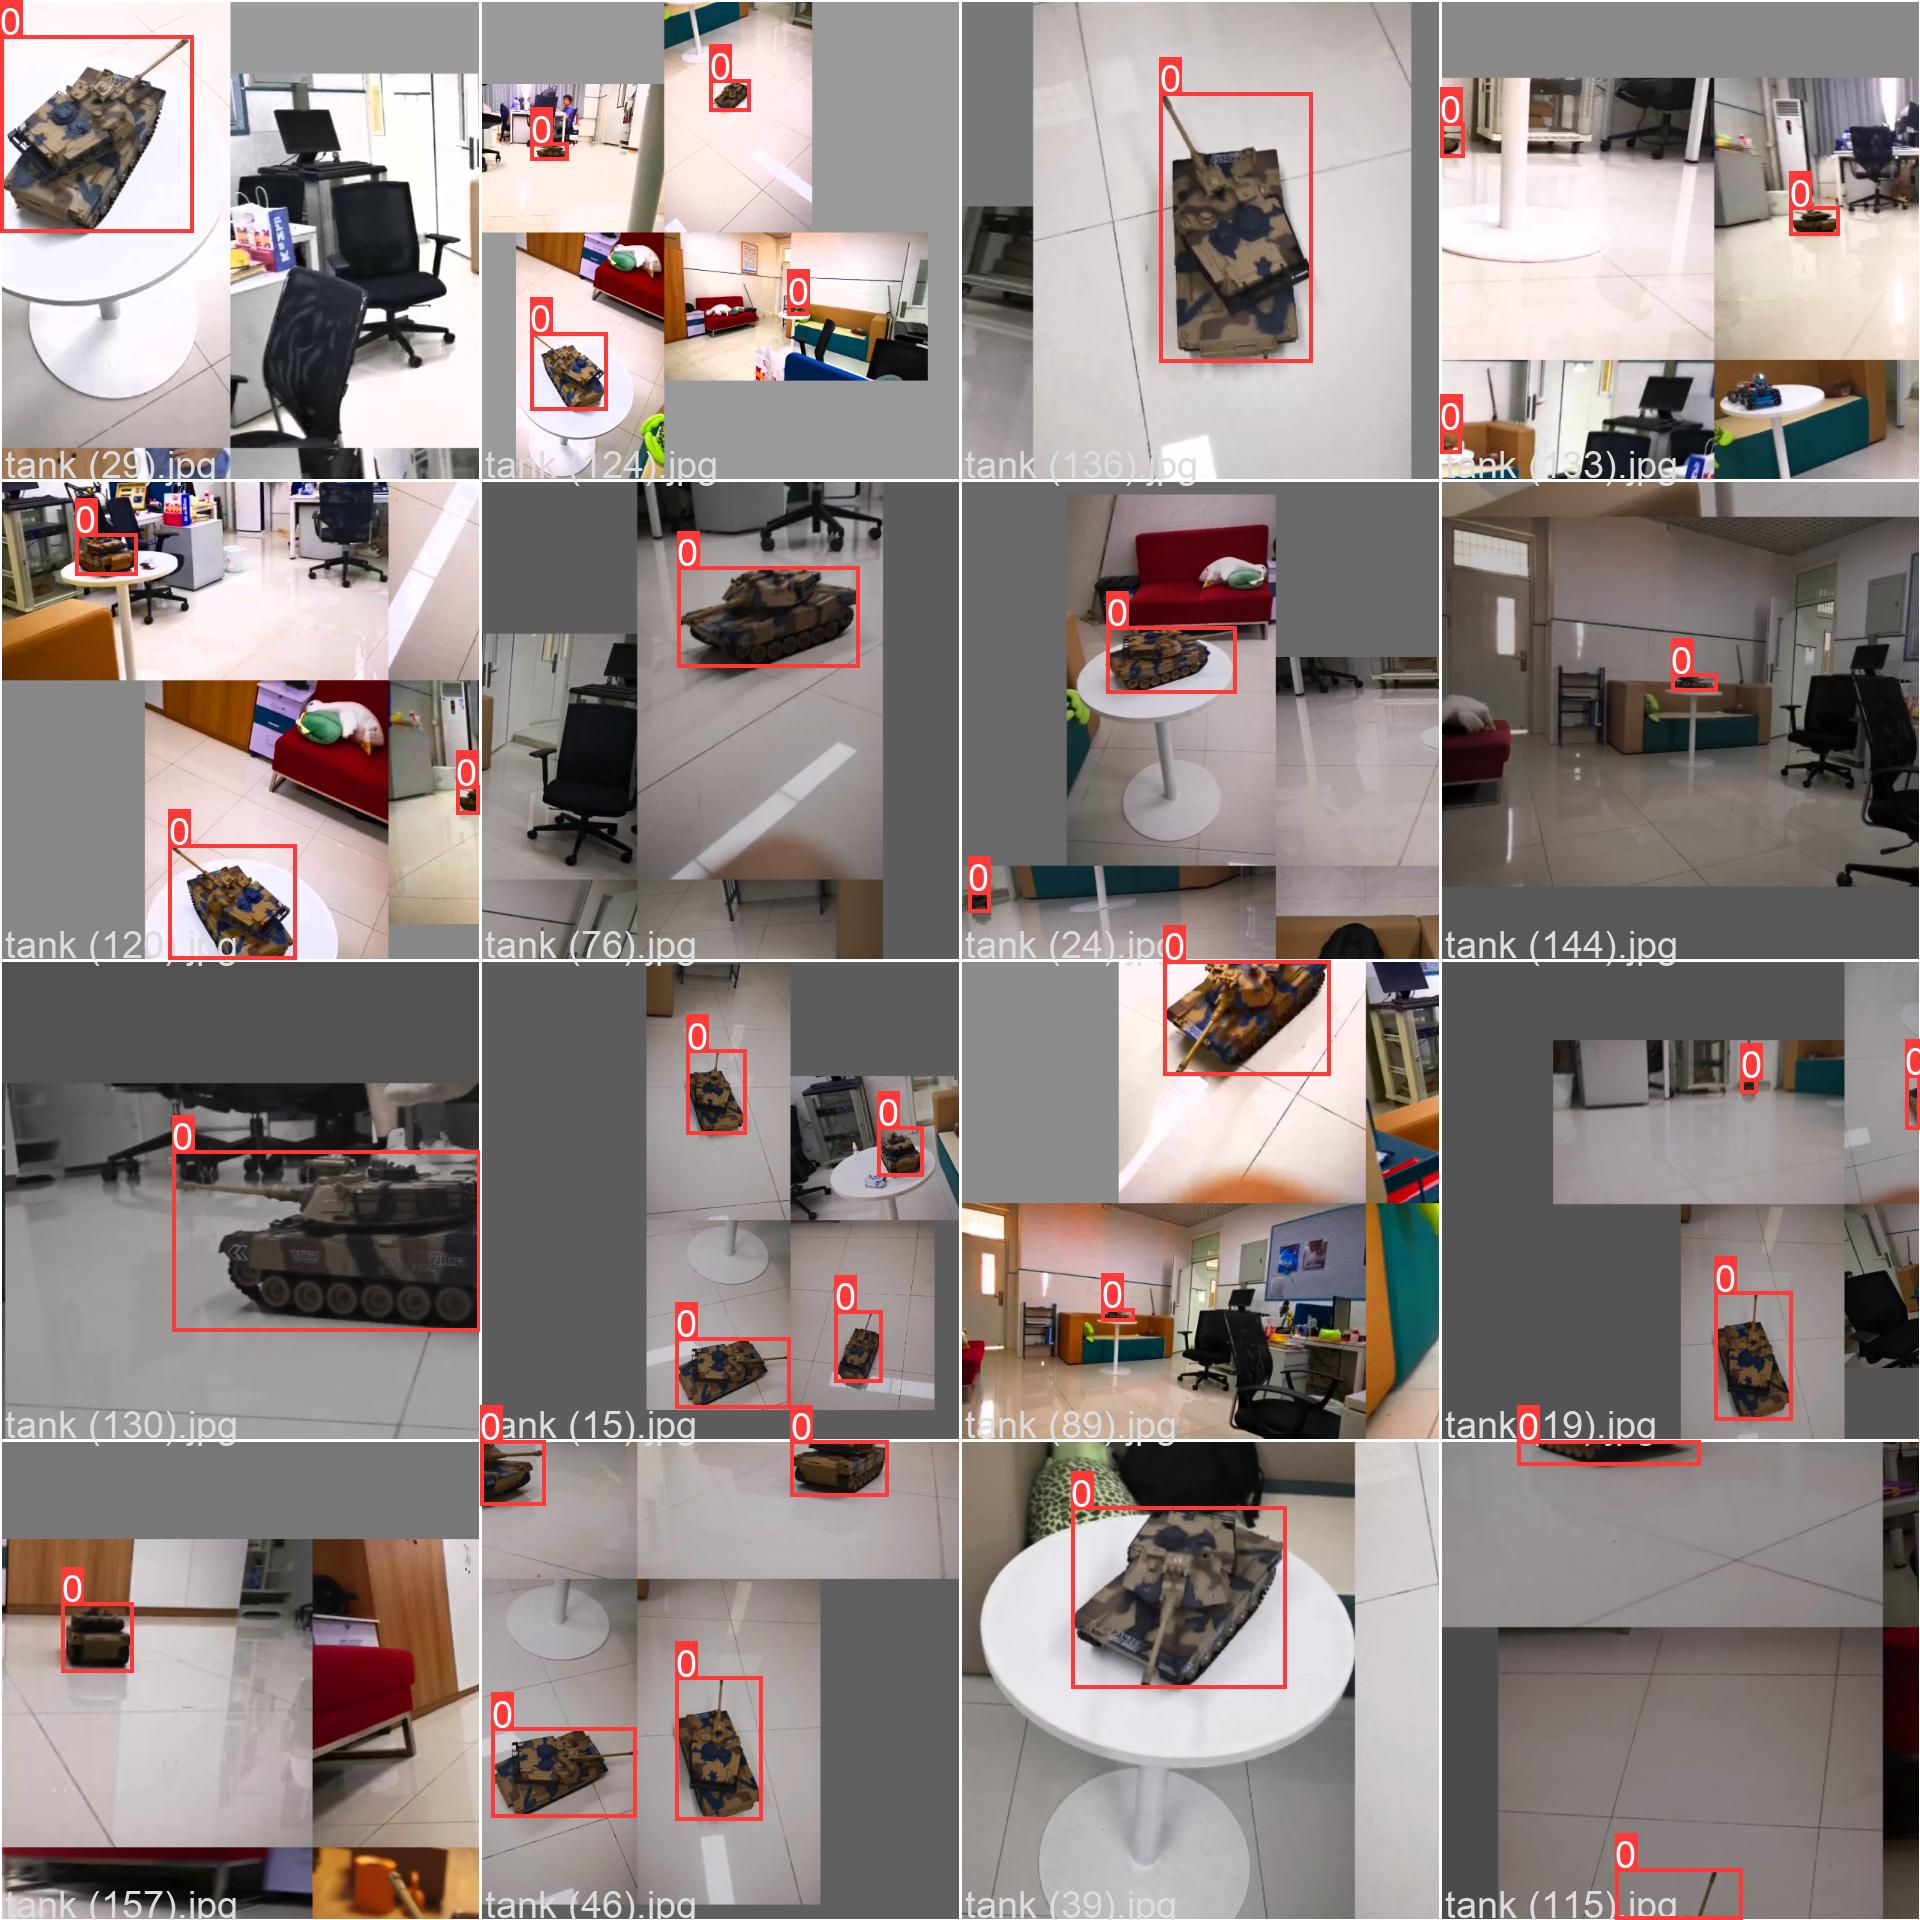 0
tank (29).jpg
0
0
0
0
tank (124).jpg
0
tank (136).jpg
0
0
0
tank (133).jpg
0
0
0
tank (120).jpg
0
tank (76).jpg
0
0
0
tank (24).jpg
0
tank (144).jpg
0
tank (130).jpg
0
0
0
0
tank (15).jpg
0
tank (89).jpg
0
0
0
0
tank (19).jpg
0
tank (157).jpg
0
0
0
0
tank (46).jpg
0
tank (39).jpg
0
tank (115).jpg